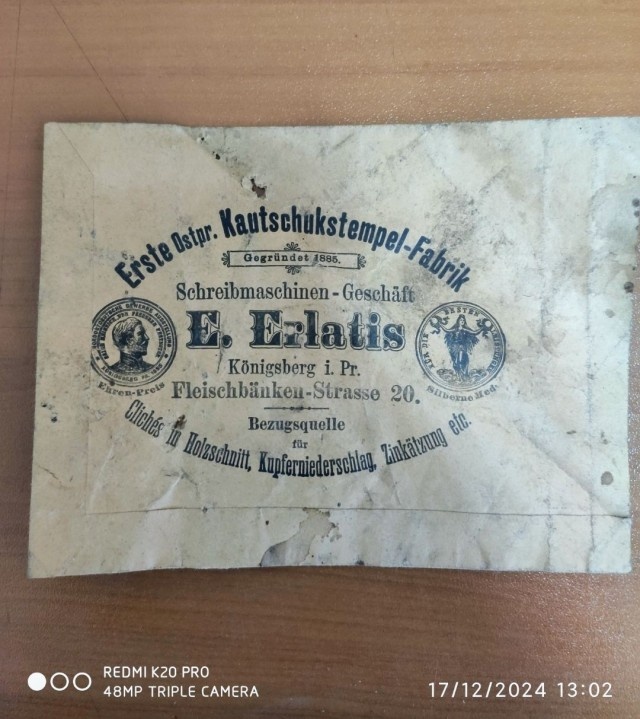 Erste Ostpr. Kautschukstempel-Fabrik
Gegründet 1885.
Schreibmaschinen-Geschäft
E. Erlatis
Königsberg i. Pr.
Fleischbänken-Strasse 20.
Ehren-Preis
Silberne Med.
Bezugsquelle
für
Clichés in Holzschnitt, Kupferniederschlag, Zinkätzung etc.
REDMI K20 PRO
48MP TRIPLE CAMERA
17/12/2024 13:02